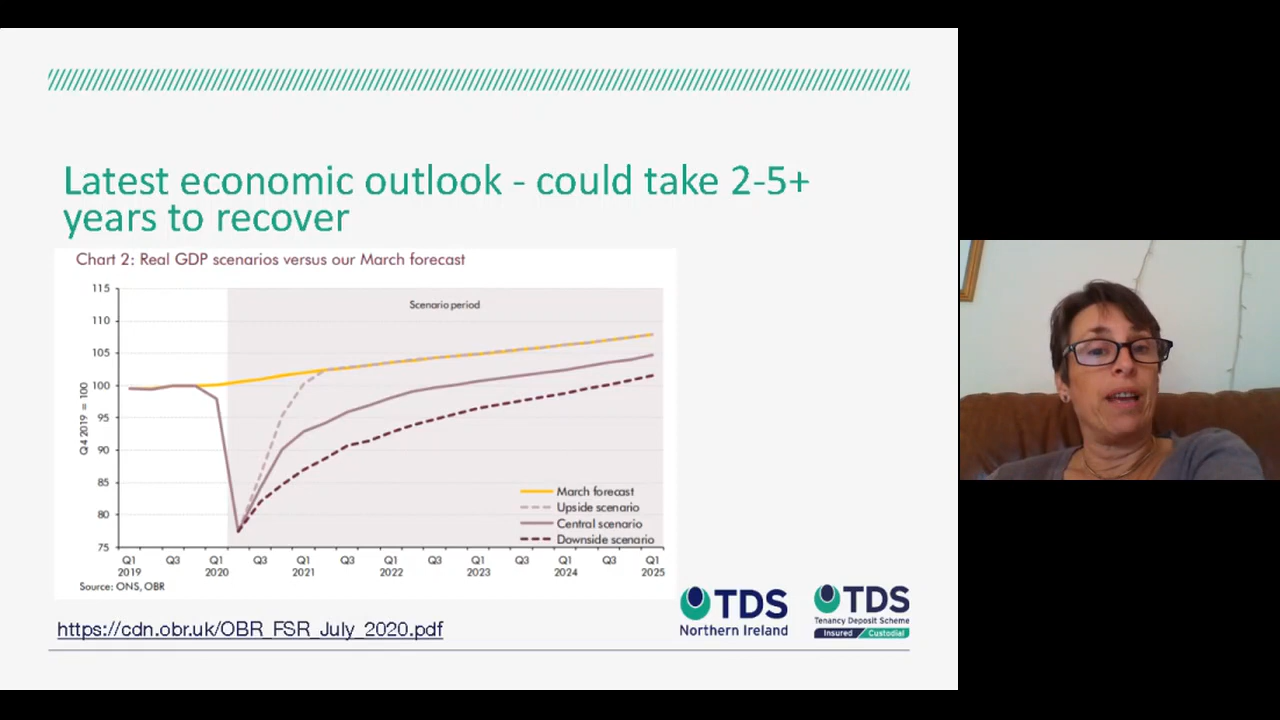 Latest economic outlook - could take 2-5+
years to recover
Chart 2: Real GDP scenarios versus our March forecast
Scenario period
Q4 2019 = 100
115
110
105
100
95
90
85
80
75
March forecast
Upside scenario
Central scenario
Downside scenario
Q1 Q3 Q1 Q3 Q1 Q3 Q1 Q3 Q1 Q3 Q1 Q3 Q1
2019 2020 2021 2022 2023 2024 2025
Source: ONS, OBR
https://cdn.obr.uk/OBR_FSR_July_2020.pdf
TDS
Northern Ireland
TDS
Tenancy Deposit Scheme
Insured Custodial